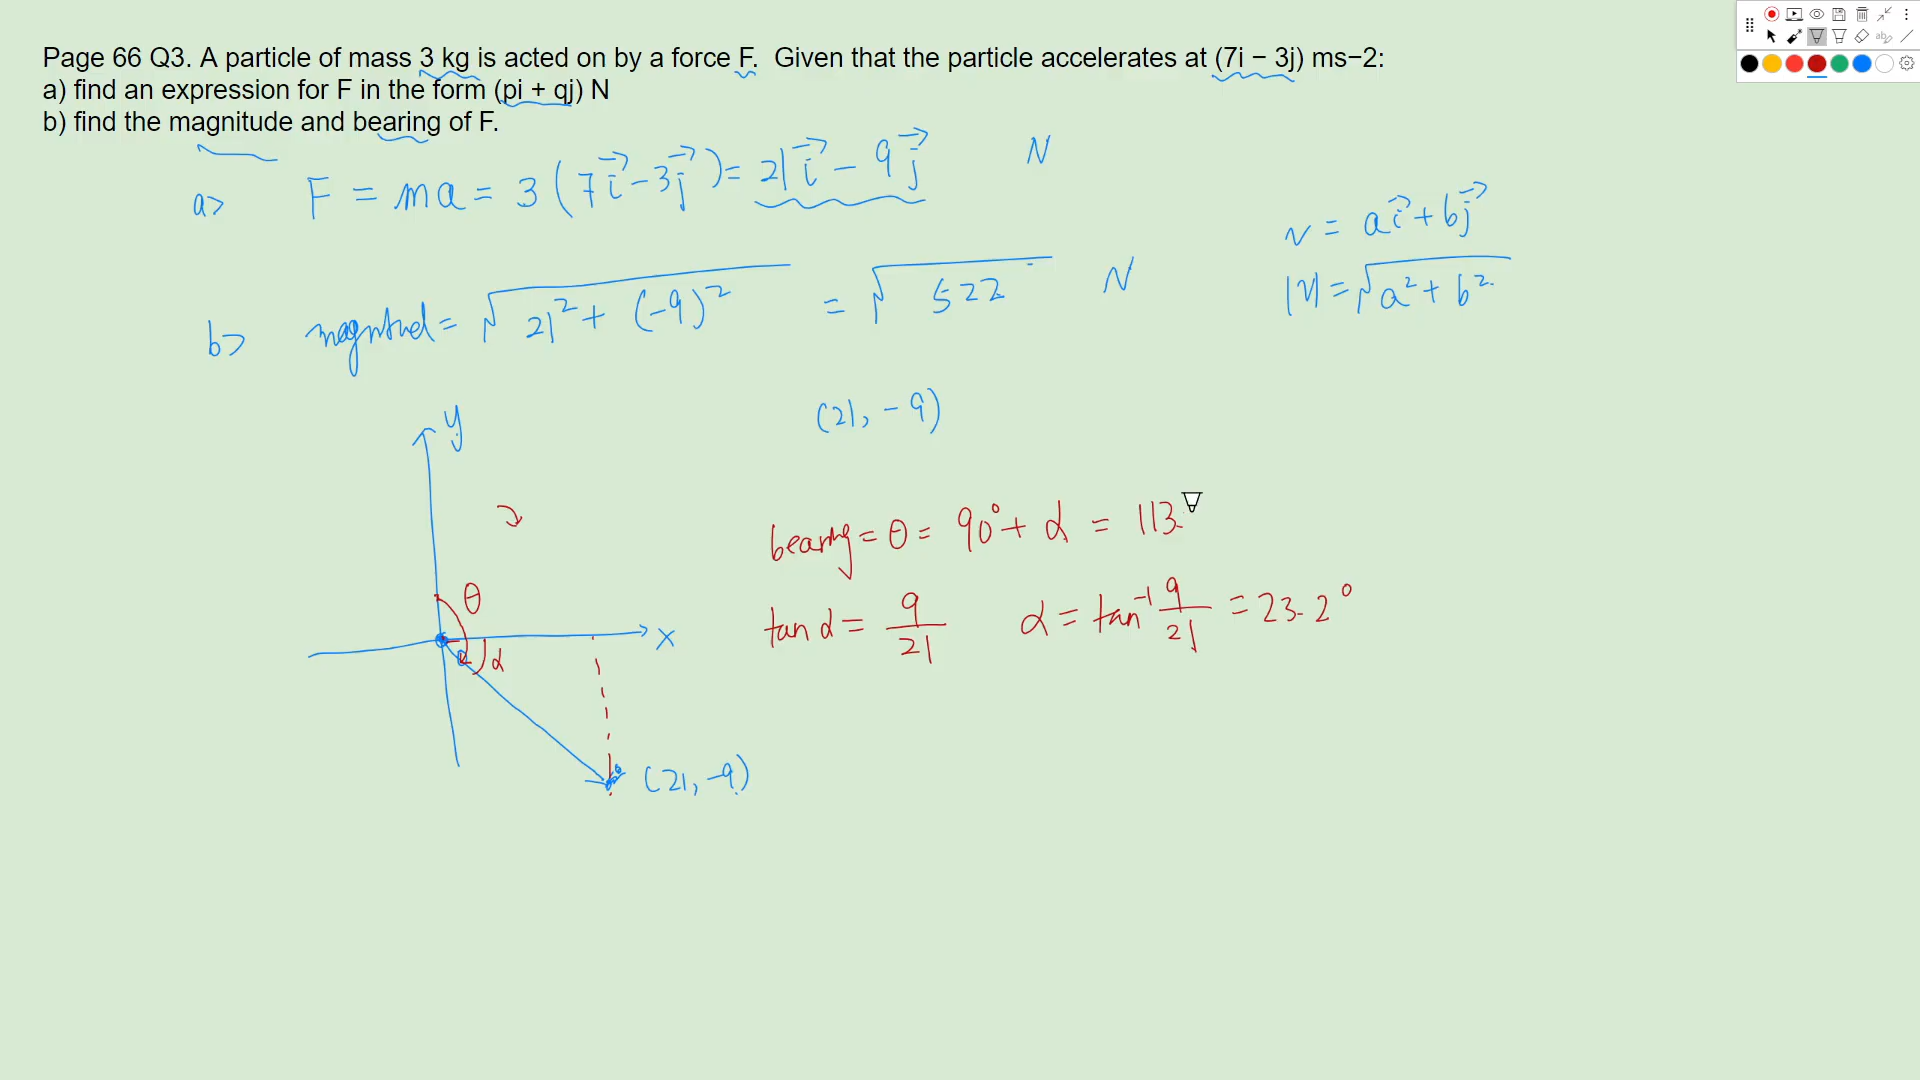 Page 66 Q3. A particle of mass 3 kg is acted on by a force F.  Given that the particle accelerates at (7i − 3j) ms−2:
a) find an expression for F in the form (pi + qj) N
b) find the magnitude and bearing of F.
a> F = ma = 3 (7i⃗ - 3j⃗) = 21i⃗ - 9j⃗ N
v = ai⃗ + bj⃗
|v| = √(a² + b²)
b> magnitud = √(21² + (-9)²) = √522 N
(21, -9)
y
bearing = θ = 90° + α = 113.
θ
tan α = 9/21 α = tan⁻¹ 9/21 = 23.2°
x
α
(21, -9)